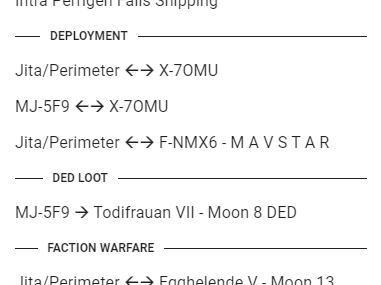 Intra Perrigen Falls Shipping
DEPLOYMENT
Jita/Perimeter ←→ X-7OMU
MJ-5F9 ←→ X-7OMU
Jita/Perimeter ←→ F-NMX6 - M A V S T A R
DED LOOT
MJ-5F9 → Todifrauan VII - Moon 8 DED
FACTION WARFARE
Jita/Perimeter ←→ Egghelende V - Moon 13